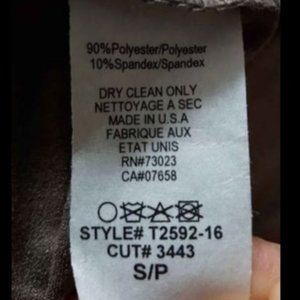 90%Polyester/Polyester
10%Spandex/Spandex
DRY CLEAN ONLY
NETTOYAGE A SEC
MADE IN U.S.A
FABRIQUE AUX
ETAT UNIS
RN#73023
CA#07658
STYLE# T2592-16
CUT# 3443
S/P